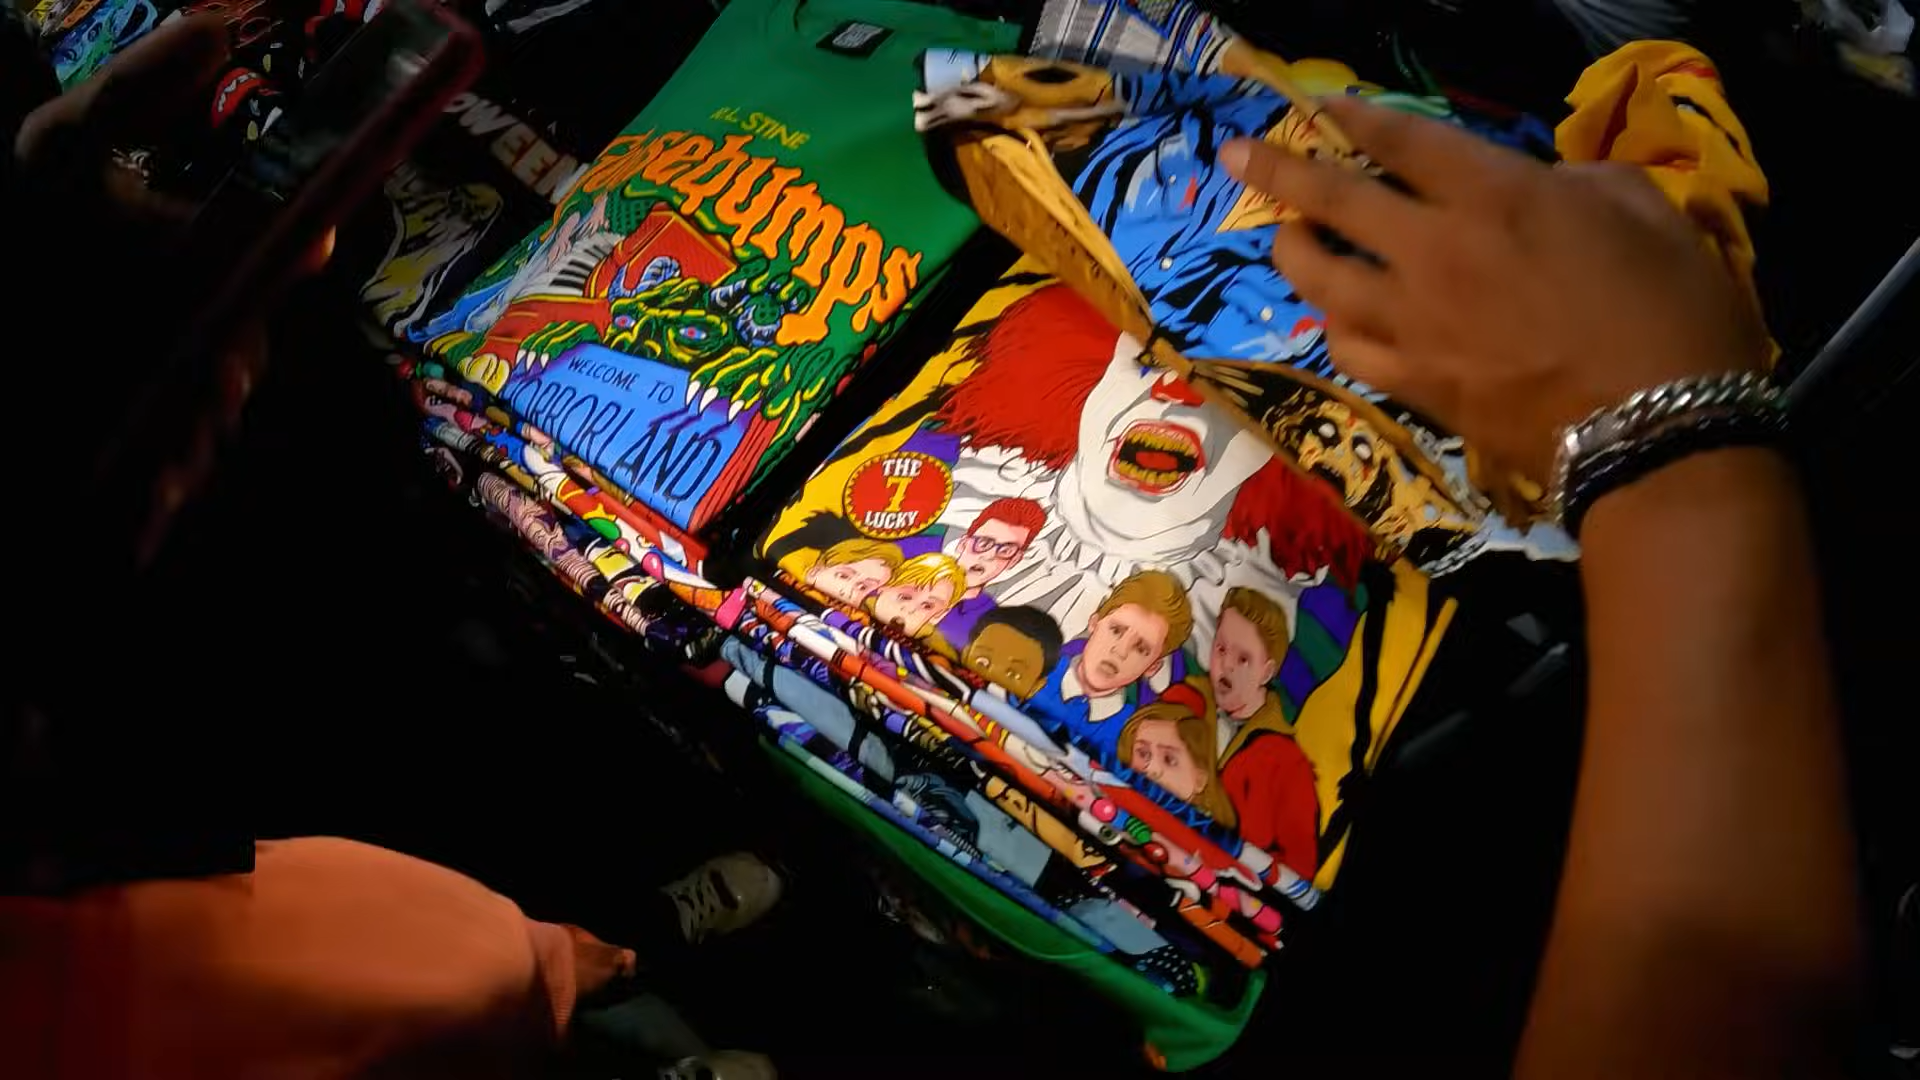 R.L. STINE
Goosebumps
WELCOME TO
HORRORLAND
THE
7
LUCKY